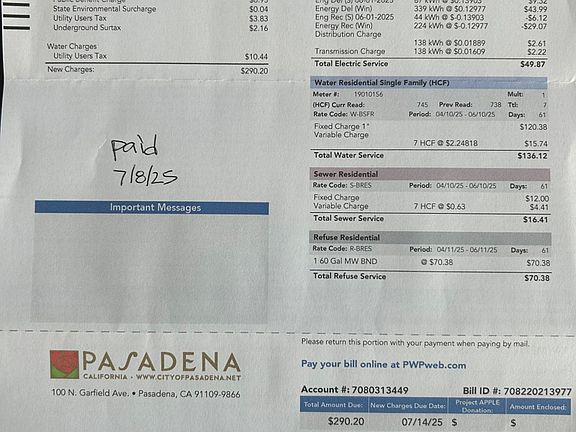 State Environmental Surcharge $0.04
Utility Users Tax $3.83
Underground Surtax $2.16
Water Charges
Utility Users Tax $10.44
New Charges: $290.20
paid
7/8/25
Important Messages
Energy Del (Win) 339 kWh @ $0.12977 $43.99
Eng Rec (S) 06-01-2025 44 kWh @ $-0.13903 -$6.12
Energy Rec (Win) 224 kWh @ $-0.12977 -$29.07
Distribution Charge
138 kWh @ $0.01889 $2.61
Transmission Charge 138 kWh @ $0.01609 $2.22
Total Electric Service $49.87
Water Residential Single Family (HCF)
Meter #: 19010156 Mult: 1
(HCF) Curr Read: 745 Prev Read: 738 Ttl: 7
Rate Code: W-BSFR Period: 04/10/25 - 06/10/25 Days: 61
Fixed Charge 1" $120.38
Variable Charge
7 HCF @ $2.24818 $15.74
Total Water Service $136.12
Sewer Residential
Rate Code: S-BRES Period: 04/10/25 - 06/10/25 Days: 61
Fixed Charge $12.00
Variable Charge 7 HCF @ $0.63 $4.41
Total Sewer Service $16.41
Refuse Residential
Rate Code: R-BRES Period: 04/11/25 - 06/11/25 Days: 61
1 60 Gal MW BND @ $70.38 $70.38
Total Refuse Service $70.38
Please return this portion with your payment when paying by mail.
PASADENA
CALIFORNIA • WWW.CITYOFPASADENA.NET
100 N. Garfield Ave. • Pasadena, CA 91109-9866
Pay your bill online at PWPweb.com
Account #: 7080313449 Bill ID #: 708220213977
Total Amount Due: New Charges Due Date: Project APPLE Donation: Amount Enclosed:
$290.20 07/14/25 $ $